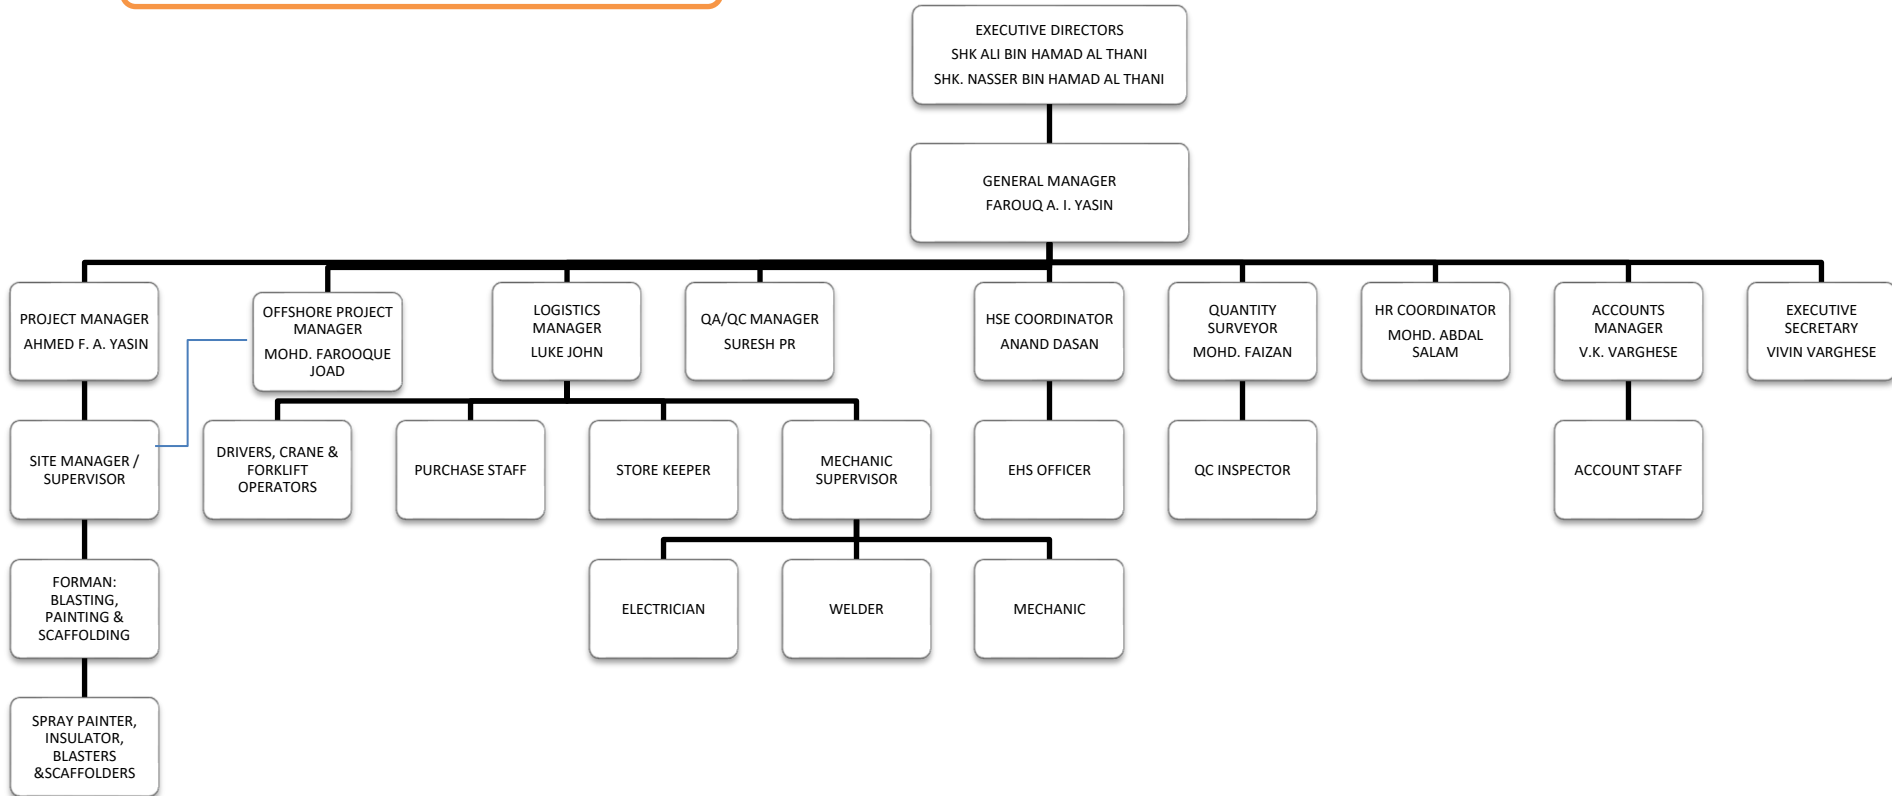 EXECUTIVE DIRECTORS
SHK ALI BIN HAMAD AL THANI
SHK. NASSER BIN HAMAD AL THANI
GENERAL MANAGER
FAROUQ A. I. YASIN
PROJECT MANAGER
AHMED F. A. YASIN
OFFSHORE PROJECT
MANAGER
MOHD. FAROOQUE
JOAD
LOGISTICS
MANAGER
LUKE JOHN
QA/QC MANAGER
SURESH PR
HSE COORDINATOR
ANAND DASAN
QUANTITY
SURVEYOR
MOHD. FAIZAN
HR COORDINATOR
MOHD. ABDAL
SALAM
ACCOUNTS
MANAGER
V.K. VARGHESE
EXECUTIVE
SECRETARY
VIVIN VARGHESE
SITE MANAGER /
SUPERVISOR
DRIVERS, CRANE &
FORKLIFT
OPERATORS
PURCHASE STAFF
STORE KEEPER
MECHANIC
SUPERVISOR
EHS OFFICER
QC INSPECTOR
ACCOUNT STAFF
FORMAN:
BLASTING,
PAINTING &
SCAFFOLDING
ELECTRICIAN
WELDER
MECHANIC
SPRAY PAINTER,
INSULATOR,
BLASTERS
&SCAFFOLDERS